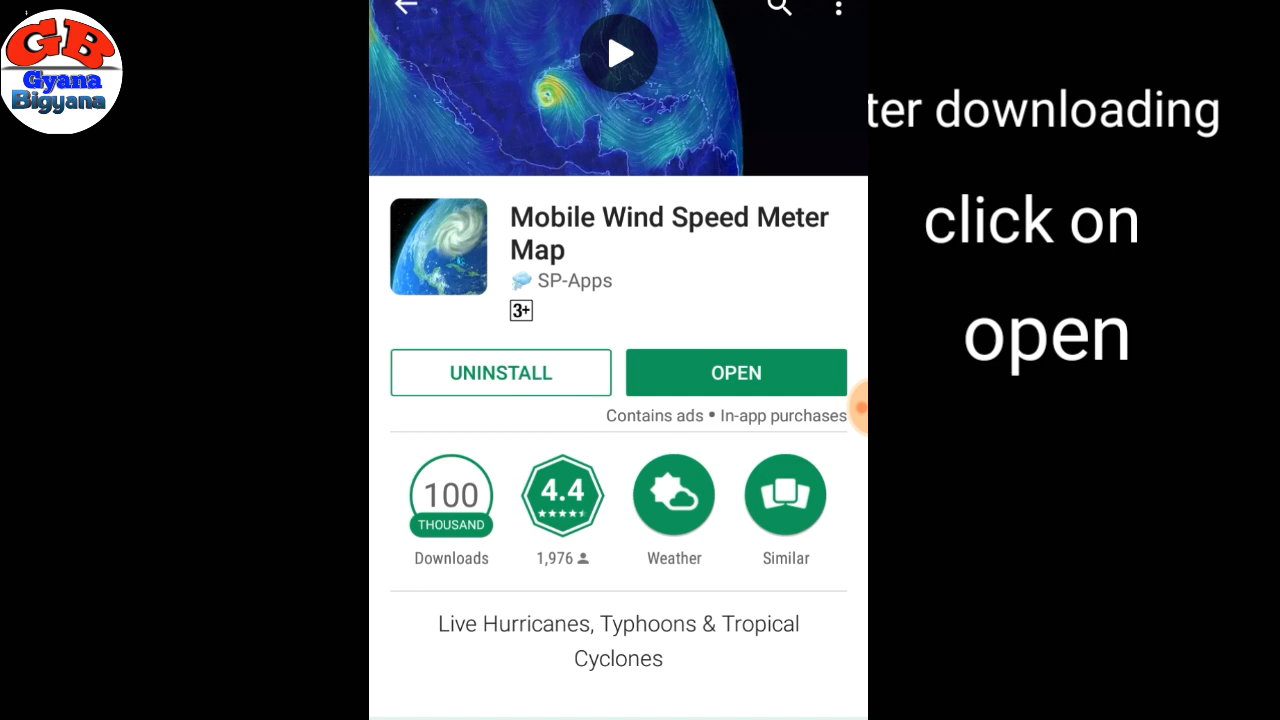 GB
Gyana
Bigyana
Mobile Wind Speed Meter
Map
SP-Apps
3+
UNINSTALL
OPEN
Contains ads • In-app purchases
100
THOUSAND
Downloads
4.4
1,976
Weather
Similar
Live Hurricanes, Typhoons & Tropical
Cyclones
ter downloading
click on
open